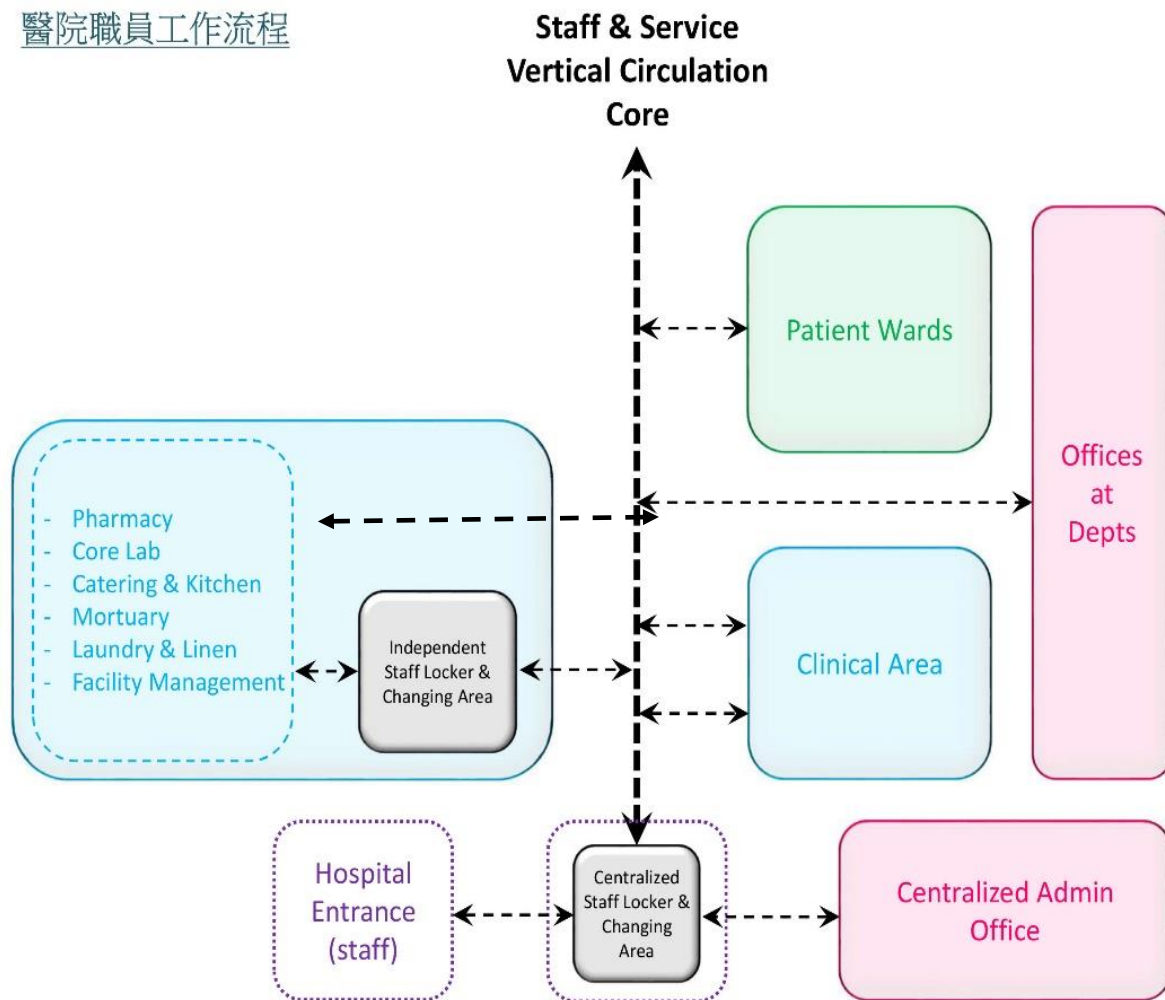 醫院職員工作流程
Staff & Service
Vertical Circulation
Core
Patient Wards
Offices
at
Depts
- Pharmacy
- Core Lab
- Catering & Kitchen
- Mortuary
- Laundry & Linen
- Facility Management
Independent
Staff Locker &
Changing Area
Clinical Area
Hospital
Entrance
(staff)
Centralized
Staff Locker &
Changing
Area
Centralized Admin
Office